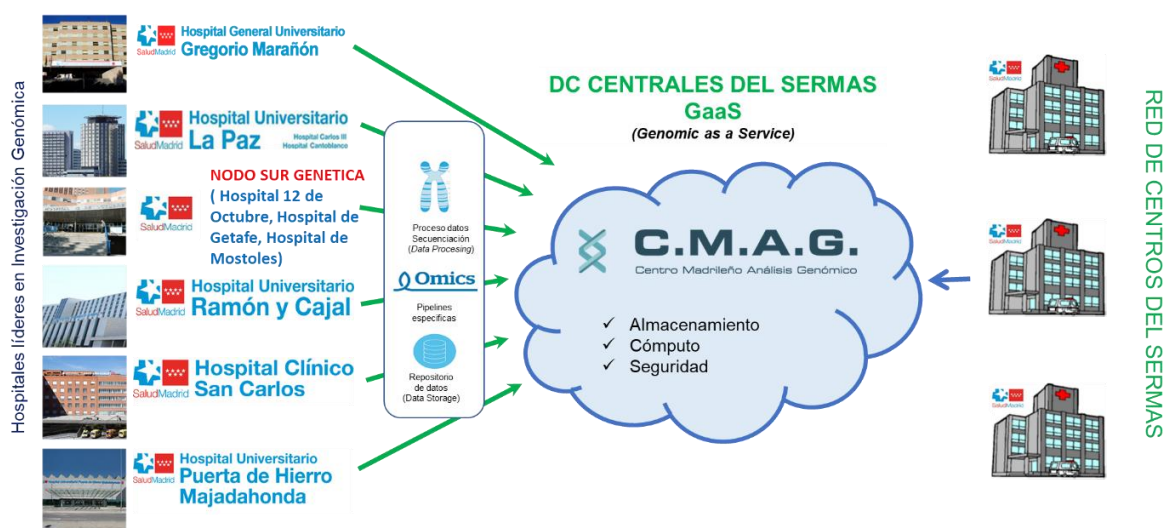 Hospitales líderes en Investigación Genómica
SaludMadrid
Hospital General Universitario
Gregorio Marañón
SaludMadrid
Hospital Universitario
La Paz
Hospital Carlos III
Hospital Cantoblanco
NODO SUR GENETICA
( Hospital 12 de
Octubre, Hospital de
Getafe, Hospital de
Mostoles)
SaludMadrid
SaludMadrid
Hospital Universitario
Ramón y Cajal
SaludMadrid
Hospital Clínico
San Carlos
SaludMadrid
Hospital Universitario
Puerta de Hierro
Majadahonda
Proceso datos
Secuenciación
(Data Procesing)
Omics
Pipelines
específicas
Repositorio
de datos
(Data Storage)
DC CENTRALES DEL SERMAS
GaaS
(Genomic as a Service)
C.M.A.G.
Centro Madrileño Análisis Genómico
✓ Almacenamiento
✓ Cómputo
✓ Seguridad
SaludMadrid
SaludMadrid
SaludMadrid
RED DE CENTROS DEL SERMAS